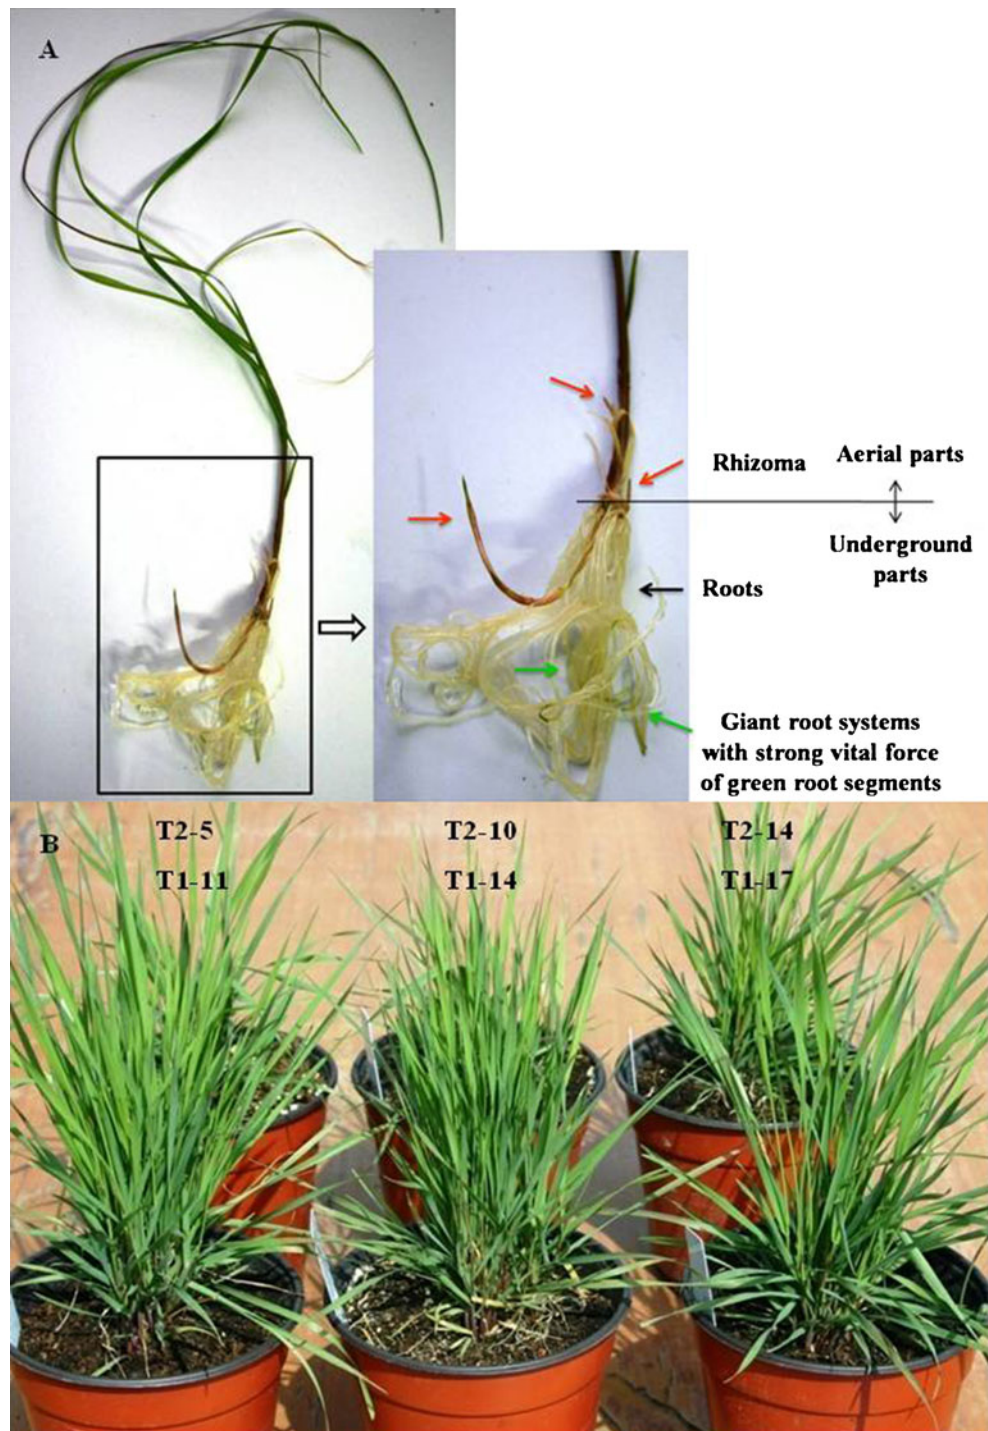 A
Rhizoma
Aerial parts
Underground
parts
Roots
Giant root systems
with strong vital force
of green root segments
B
T2-5
T2-10
T2-14
T1-11
T1-14
T1-17